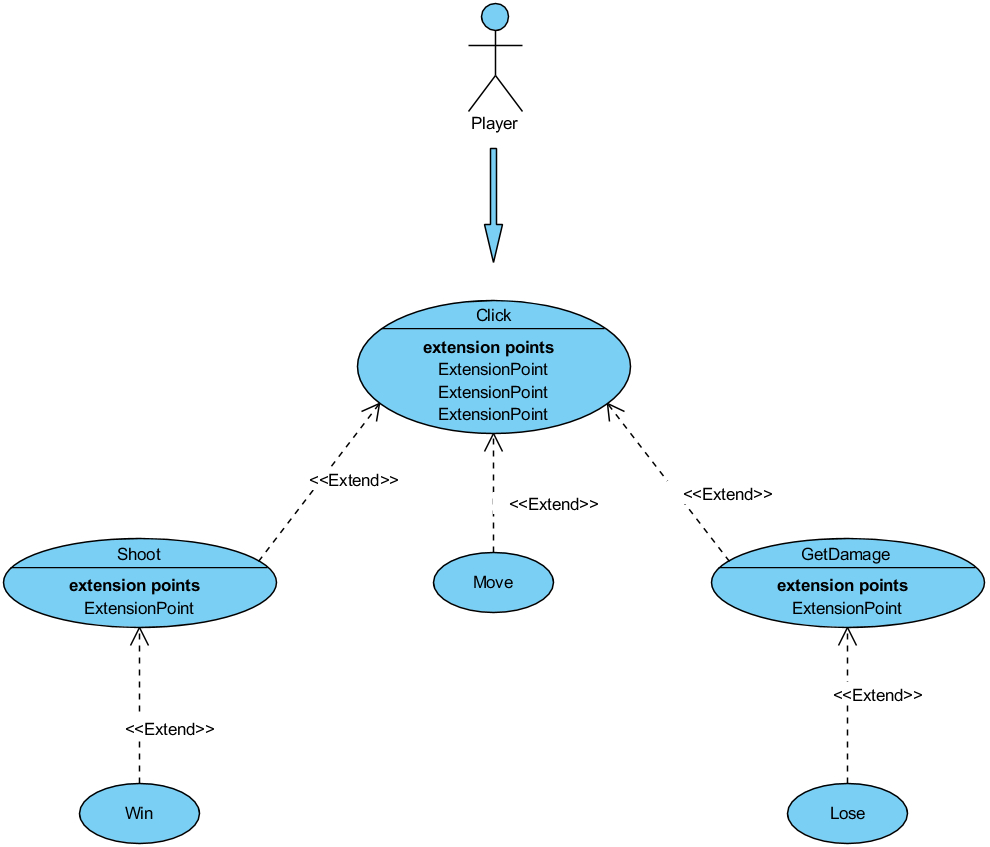 Player
Click
extension points
ExtensionPoint
ExtensionPoint
ExtensionPoint
<<Extend>>
<<Extend>>
<<Extend>>
Shoot
extension points
ExtensionPoint
Move
GetDamage
extension points
ExtensionPoint
<<Extend>>
<<Extend>>
Win
Lose